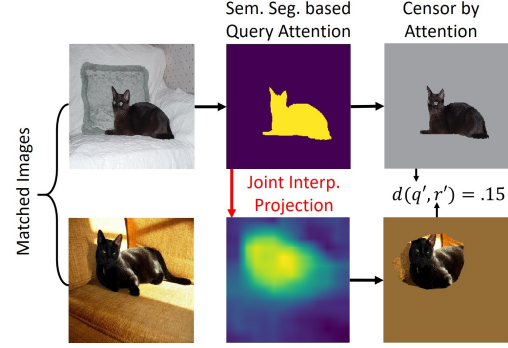 Sem. Seg. based
Query Attention
Censor by
Attention
Matched Images
Joint Interp.
Projection
d(q′, r′) = .15